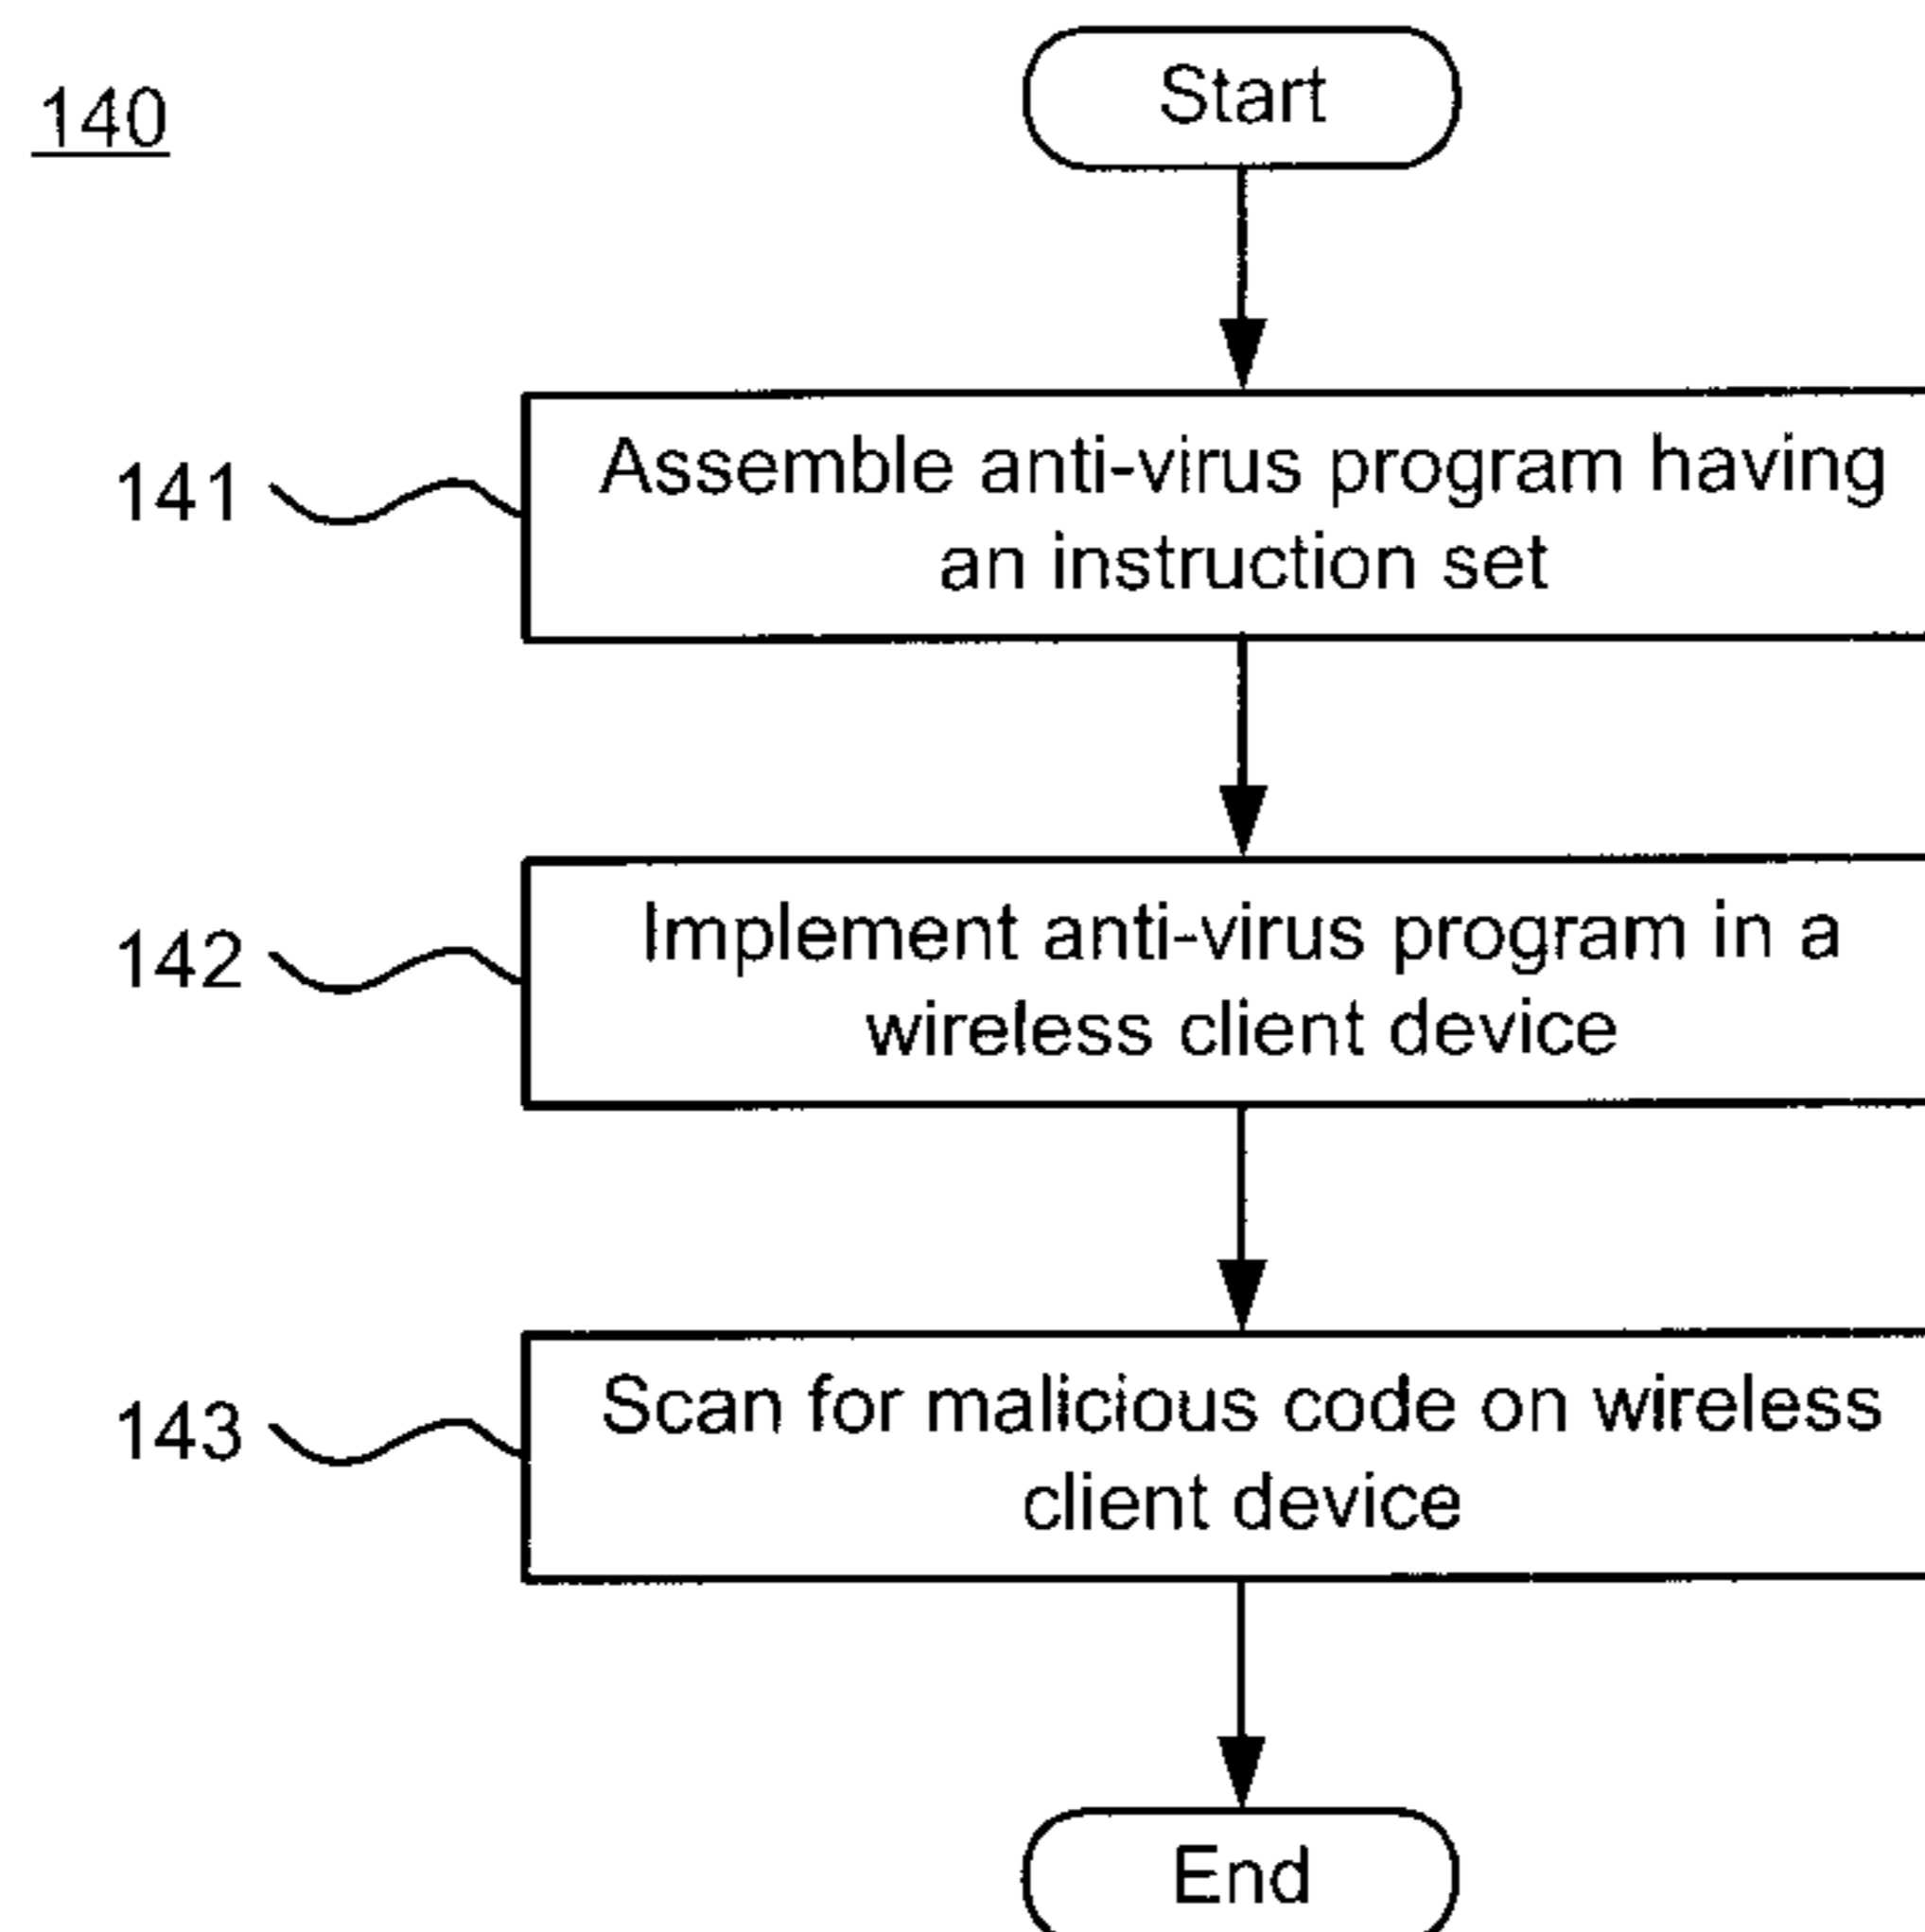 140
Start
141
Assemble anti-virus program having
an instruction set
142
Implement anti-virus program in a
wireless client device
143
Scan for malicious code on wireless
client device
End